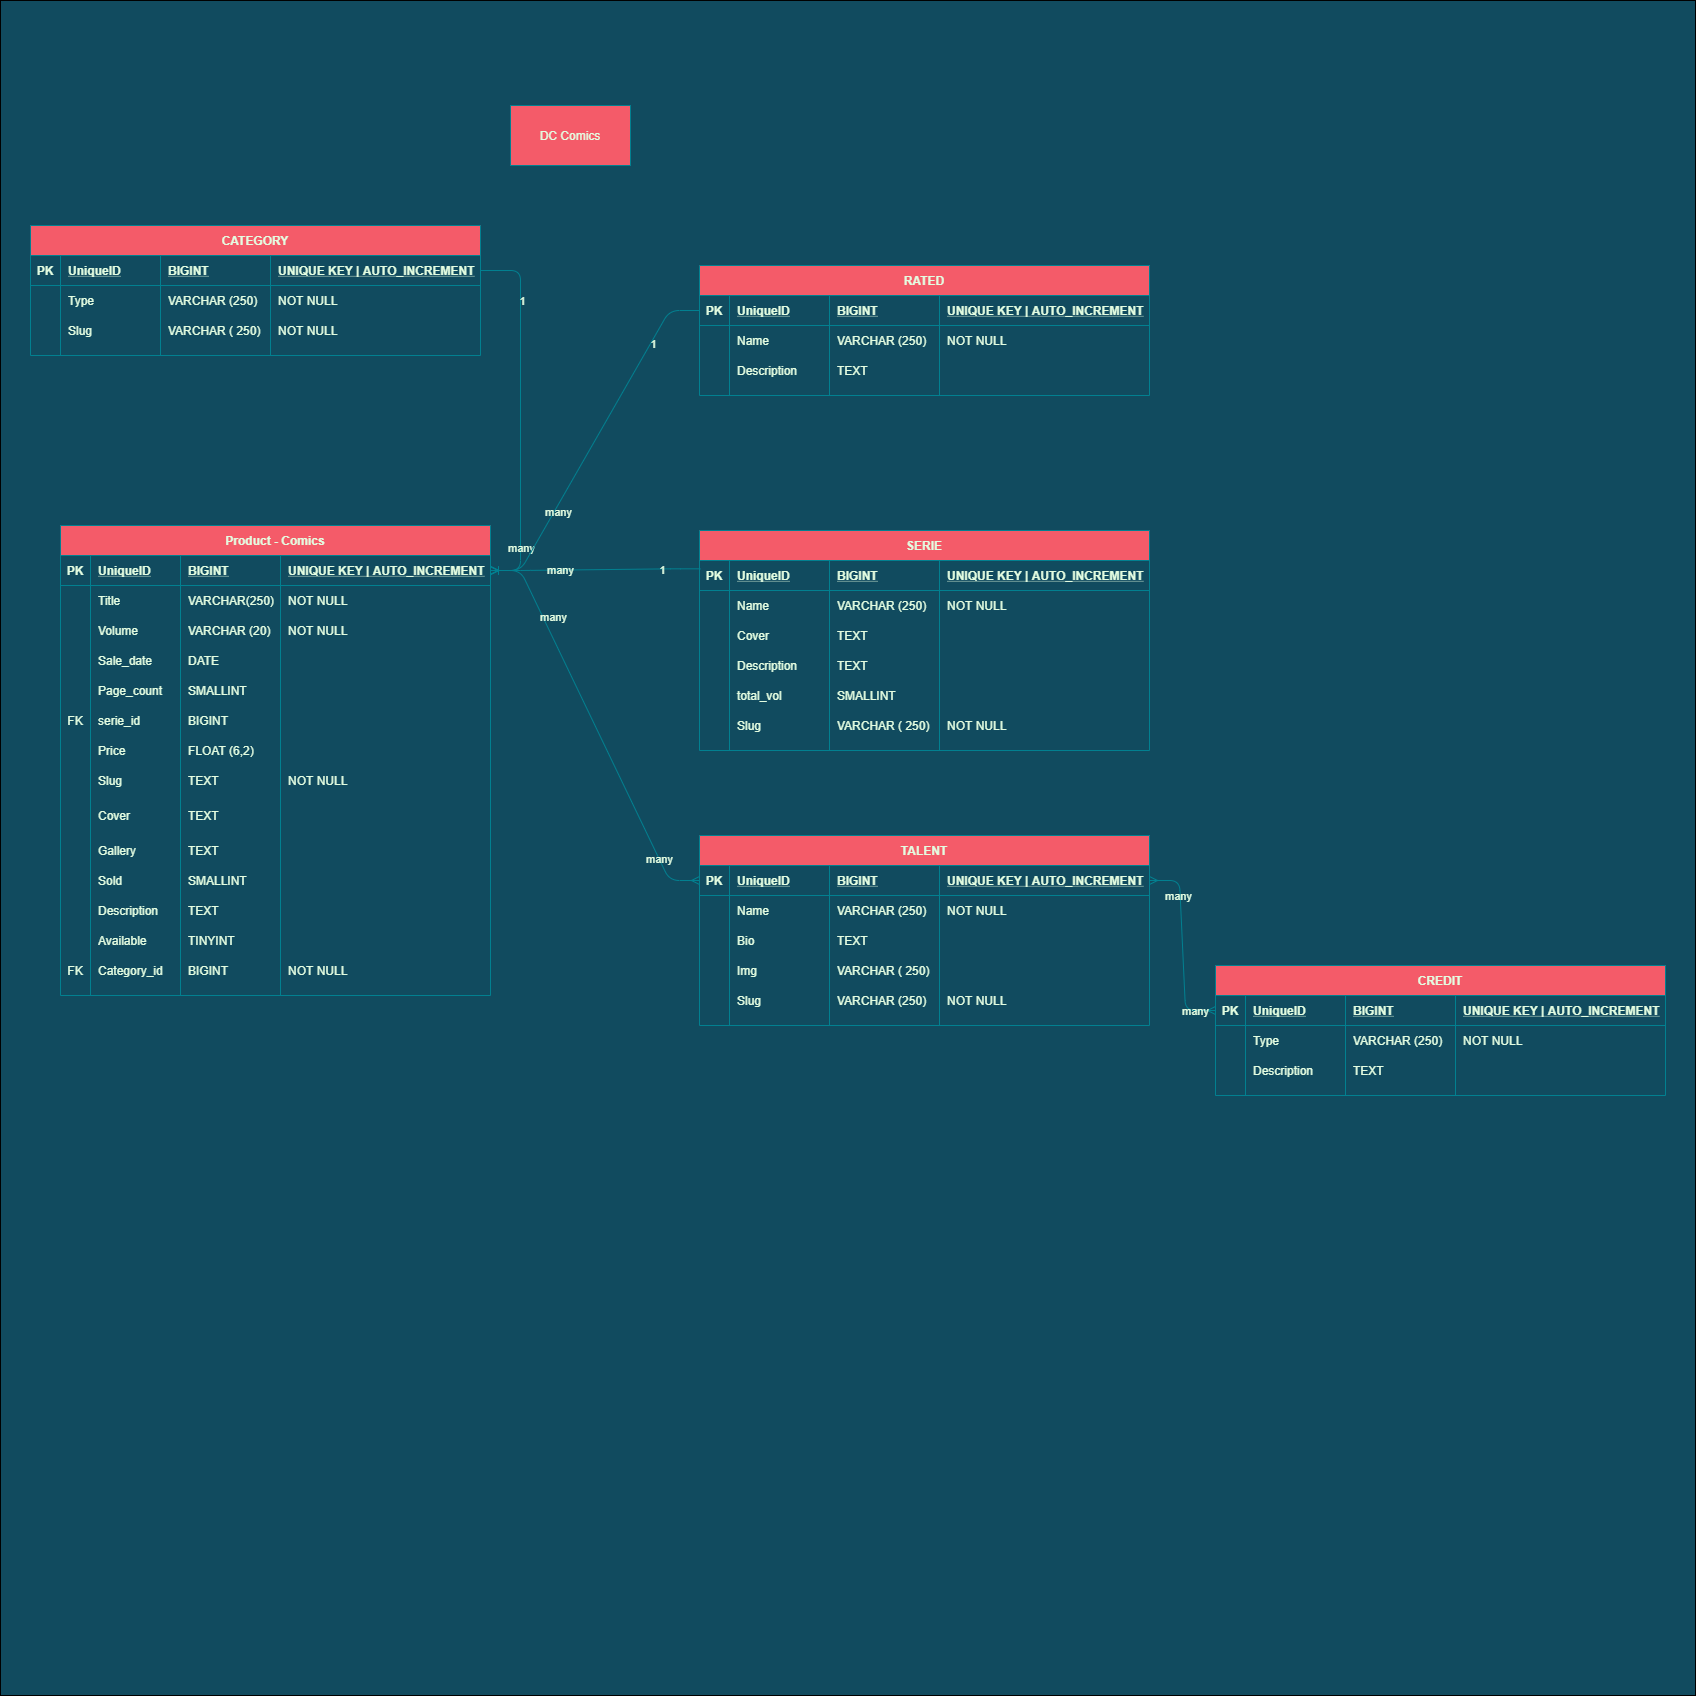 DC Comics
CATEGORY
PK UniqueID BIGINT UNIQUE KEY | AUTO_INCREMENT
Type VARCHAR (250) NOT NULL
Slug VARCHAR ( 250) NOT NULL
1
many
RATED
PK UniqueID BIGINT UNIQUE KEY | AUTO_INCREMENT
Name VARCHAR (250) NOT NULL
Description TEXT
1
many
Product - Comics
PK UniqueID BIGINT UNIQUE KEY | AUTO_INCREMENT
Title VARCHAR(250) NOT NULL
Volume VARCHAR (20) NOT NULL
Sale_date DATE
Page_count SMALLINT
FK serie_id BIGINT
Price FLOAT (6,2)
Slug TEXT NOT NULL
Cover TEXT
Gallery TEXT
Sold SMALLINT
Description TEXT
Available TINYINT
FK Category_id BIGINT NOT NULL
many 1
SERIE
PK UniqueID BIGINT UNIQUE KEY | AUTO_INCREMENT
Name VARCHAR (250) NOT NULL
Cover TEXT
Description TEXT
total_vol SMALLINT
Slug VARCHAR ( 250) NOT NULL
many
many
TALENT
PK UniqueID BIGINT UNIQUE KEY | AUTO_INCREMENT
Name VARCHAR (250) NOT NULL
Bio TEXT
Img VARCHAR ( 250)
Slug VARCHAR (250) NOT NULL
many
many
CREDIT
PK UniqueID BIGINT UNIQUE KEY | AUTO_INCREMENT
Type VARCHAR (250) NOT NULL
Description TEXT